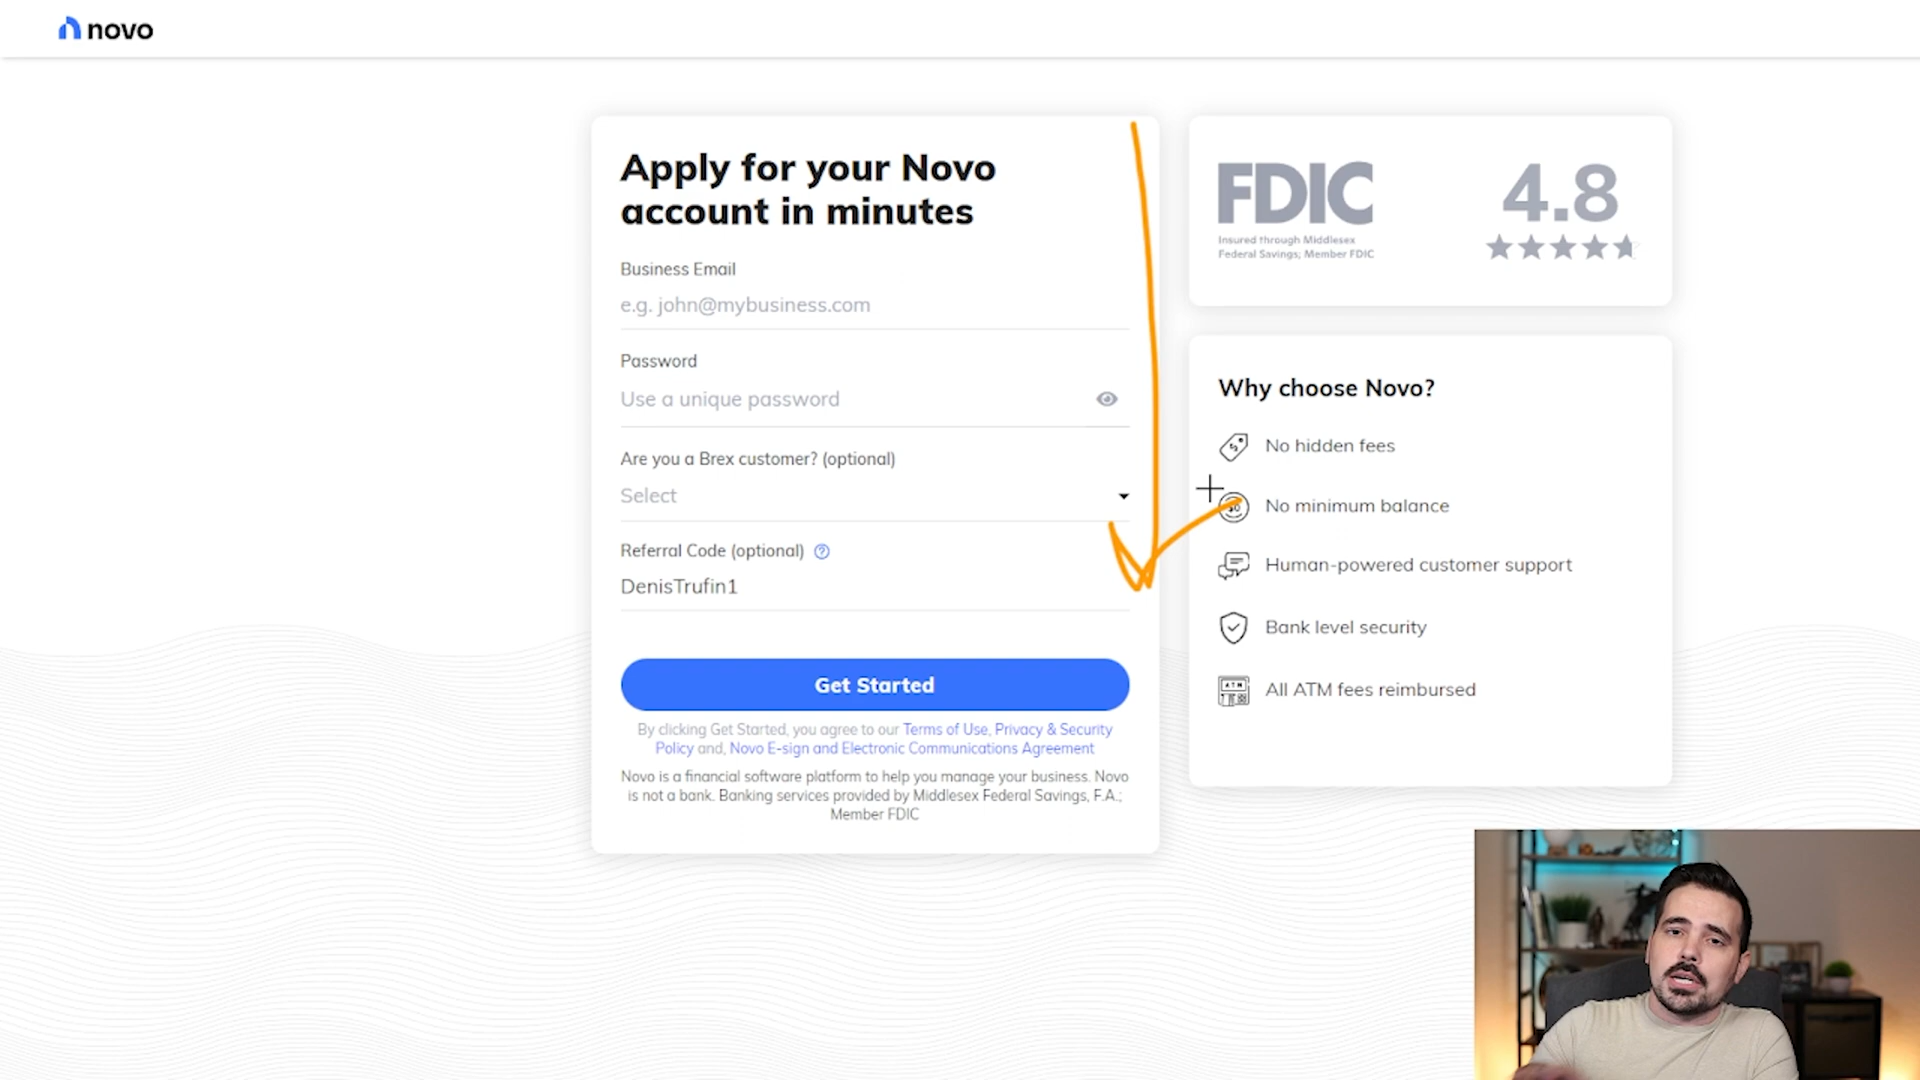 novo
Apply for your Novo
account in minutes
Business Email
e.g. john@mybusiness.com
Password
Use a unique password
Are you a Brex customer? (optional)
Select
Referral Code (optional) ?
DenisTrufin1
Get Started
By clicking Get Started, you agree to our Terms of Use, Privacy & Security
Policy and, Novo E-sign and Electronic Communications Agreement
Novo is a financial software platform to help you manage your business. Novo
is not a bank. Banking services provided by Middlesex Federal Savings, F.A.;
Member FDIC
FDIC
Insured through Middlesex
Federal Savings; Member FDIC
4.8
Why choose Novo?
No hidden fees
No minimum balance
Human-powered customer support
Bank level security
ATM
All ATM fees reimbursed